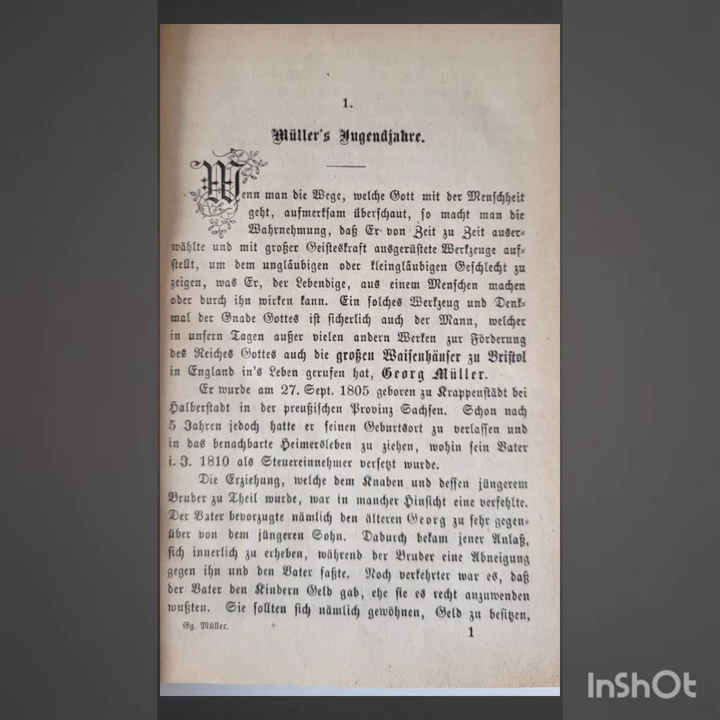 1.
Müller's Jugendjahre.
Wenn man die Wege, welche Gott mit der Menschheit
geht, aufmerksam überschaut, so macht man die
Wahrnehmung, daß Er von Zeit zu Zeit auser-
wählte und mit großer Geisteskraft ausgerüstete Werkzeuge auf-
stellt, um dem ungläubigen oder kleingläubigen Geschlecht zu
zeigen, was Er, der Lebendige, aus einem Menschen machen
oder durch ihn wirken kann. Ein solches Werkzeug und Denk-
mal der Gnade Gottes ist sicherlich auch der Mann, welcher
in unsern Tagen außer vielen andern Werken zur Förderung
des Reiches Gottes auch die großen Waisenhäuser zu Bristol
in England in's Leben gerufen hat, Georg Müller.
Er wurde am 27. Sept. 1805 geboren zu Krappenstädt bei
Halberstadt in der preußischen Provinz Sachsen. Schon nach
5 Jahren jedoch hatte er seinen Geburtsort zu verlassen und
in das benachbarte Heimersleben zu ziehen, wohin sein Vater
i. J. 1810 als Steuereinnehmer versetzt wurde.
Die Erziehung, welche dem Knaben und dessen jüngerem
Bruder zu Theil wurde, war in mancher Hinsicht eine verfehlte.
Der Vater bevorzugte nämlich den älteren Georg zu sehr gegen-
über von dem jüngeren Sohn. Dadurch bekam jener Anlaß,
sich innerlich zu erheben, während der Bruder eine Abneigung
gegen ihn und den Vater faßte. Noch verkehrter war es, daß
der Vater den Kindern Geld gab, ehe sie es recht anzuwenden
wußten. Sie sollten sich nämlich gewöhnen, Geld zu besitzen,
Gg. Müller.
1
InShOt